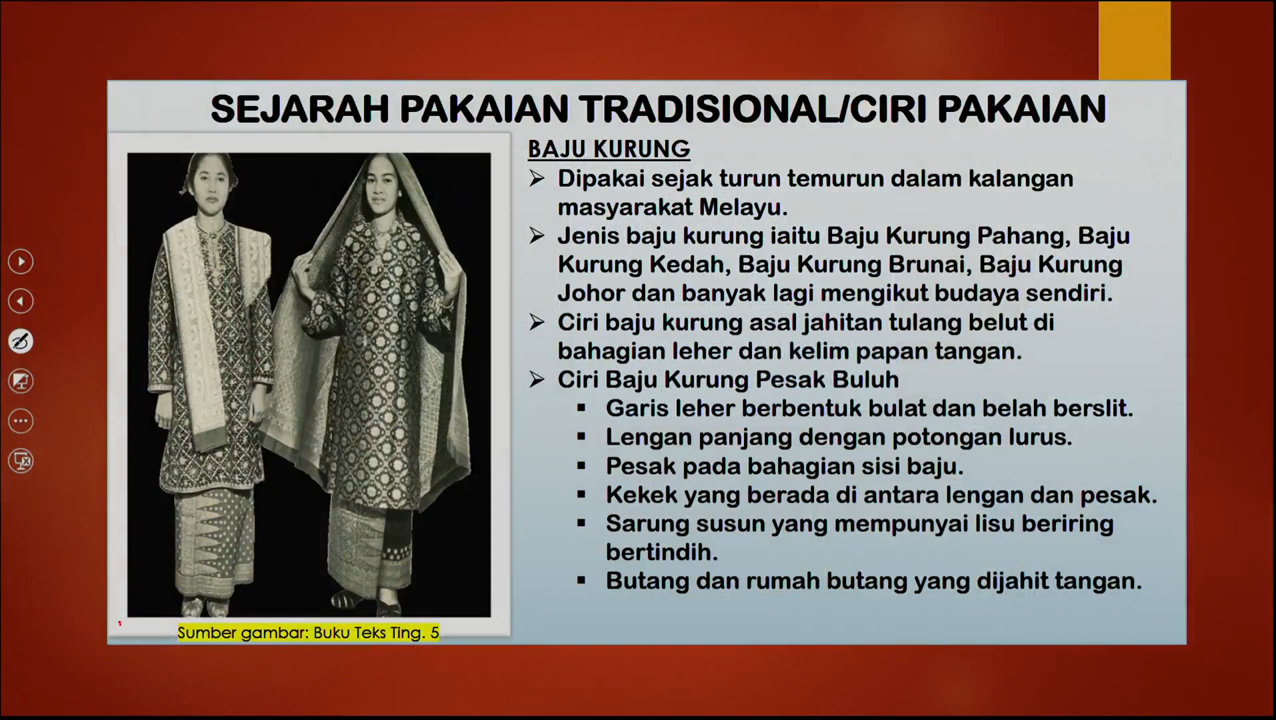 SEJARAH PAKAIAN TRADISIONAL/CIRI PAKAIAN
BAJU KURUNG
➢ Dipakai sejak turun temurun dalam kalangan
masyarakat Melayu.
➢ Jenis baju kurung iaitu Baju Kurung Pahang, Baju
Kurung Kedah, Baju Kurung Brunai, Baju Kurung
Johor dan banyak lagi mengikut budaya sendiri.
➢ Ciri baju kurung asal jahitan tulang belut di
bahagian leher dan kelim papan tangan.
➢ Ciri Baju Kurung Pesak Buluh
▪ Garis leher berbentuk bulat dan belah berslit.
▪ Lengan panjang dengan potongan lurus.
▪ Pesak pada bahagian sisi baju.
▪ Kekek yang berada di antara lengan dan pesak.
▪ Sarung susun yang mempunyai lisu beriring
bertindih.
▪ Butang dan rumah butang yang dijahit tangan.
Sumber gambar: Buku Teks Ting. 5